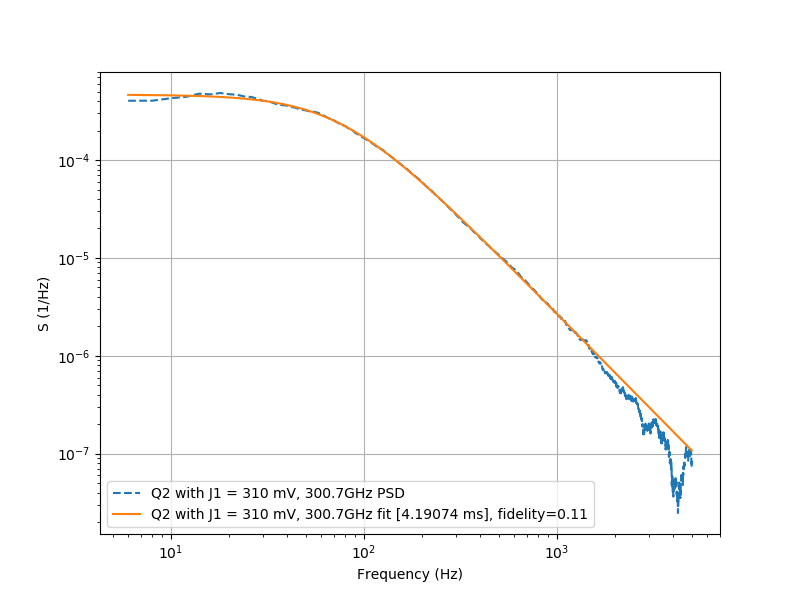 S (1/Hz)
10⁻⁴
10⁻⁵
10⁻⁶
10⁻⁷
Q2 with J1 = 310 mV, 300.7GHz PSD
Q2 with J1 = 310 mV, 300.7GHz fit [4.19074 ms], fidelity=0.11
10¹ 10² 10³
Frequency (Hz)